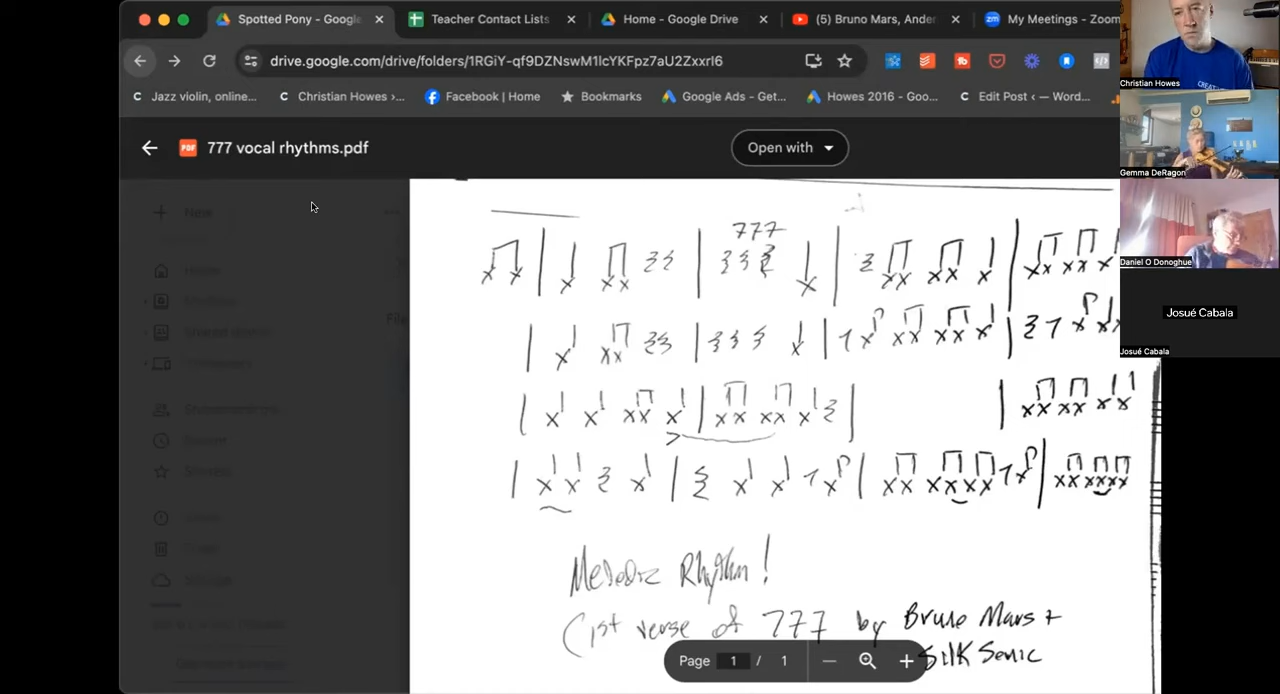 Spotted Pony - Google
Teacher Contact Lists
Home - Google Drive
(5) Bruno Mars, Ander
My Meetings - Zoom
drive.google.com/drive/folders/1RGiY-qf9DZNswM1lcYKFpz7aU2Zxxrl6
Jazz violin, online...
Christian Howes ›...
Facebook | Home
Bookmarks
Google Ads - Get...
Howes 2016 - Goo...
Edit Post ‹ — Word...
PDF 777 vocal rhythms.pdf
Open with
New
Home
777
Melodic Rhythm!
(1st verse of 777 by Bruno Mars +
Silk Sonic
Page 1 / 1
Christian Howes
Gemma DeRagon
Daniel O Donoghue
Josué Cabala
Josué Cabala